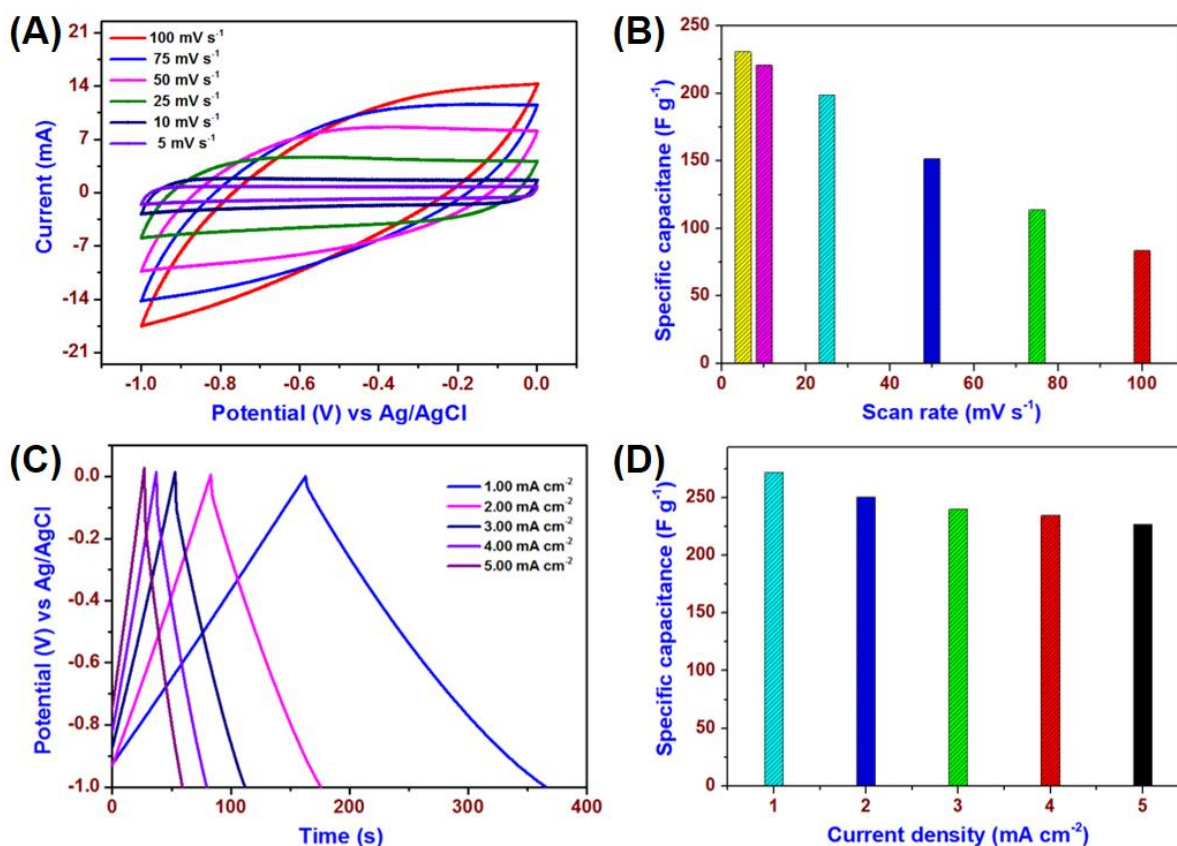 (A)
21
14
7
0
-7
-14
-21
Current (mA)
100 mV s⁻¹
75 mV s⁻¹
50 mV s⁻¹
25 mV s⁻¹
10 mV s⁻¹
5 mV s⁻¹
-1.0 -0.8 -0.6 -0.4 -0.2 0.0
Potential (V) vs Ag/AgCl
(B)
250
200
150
100
50
0
Specific capacitane (F g⁻¹)
0 20 40 60 80 100
Scan rate (mV s⁻¹)
(C)
0.0
-0.2
-0.4
-0.6
-0.8
-1.0
Potential (V) vs Ag/AgCl
1.00 mA cm⁻²
2.00 mA cm⁻²
3.00 mA cm⁻²
4.00 mA cm⁻²
5.00 mA cm⁻²
0 100 200 300 400
Time (s)
(D)
250
200
150
100
50
0
Specific capacitance (F g⁻¹)
1 2 3 4 5
Current density (mA cm⁻²)